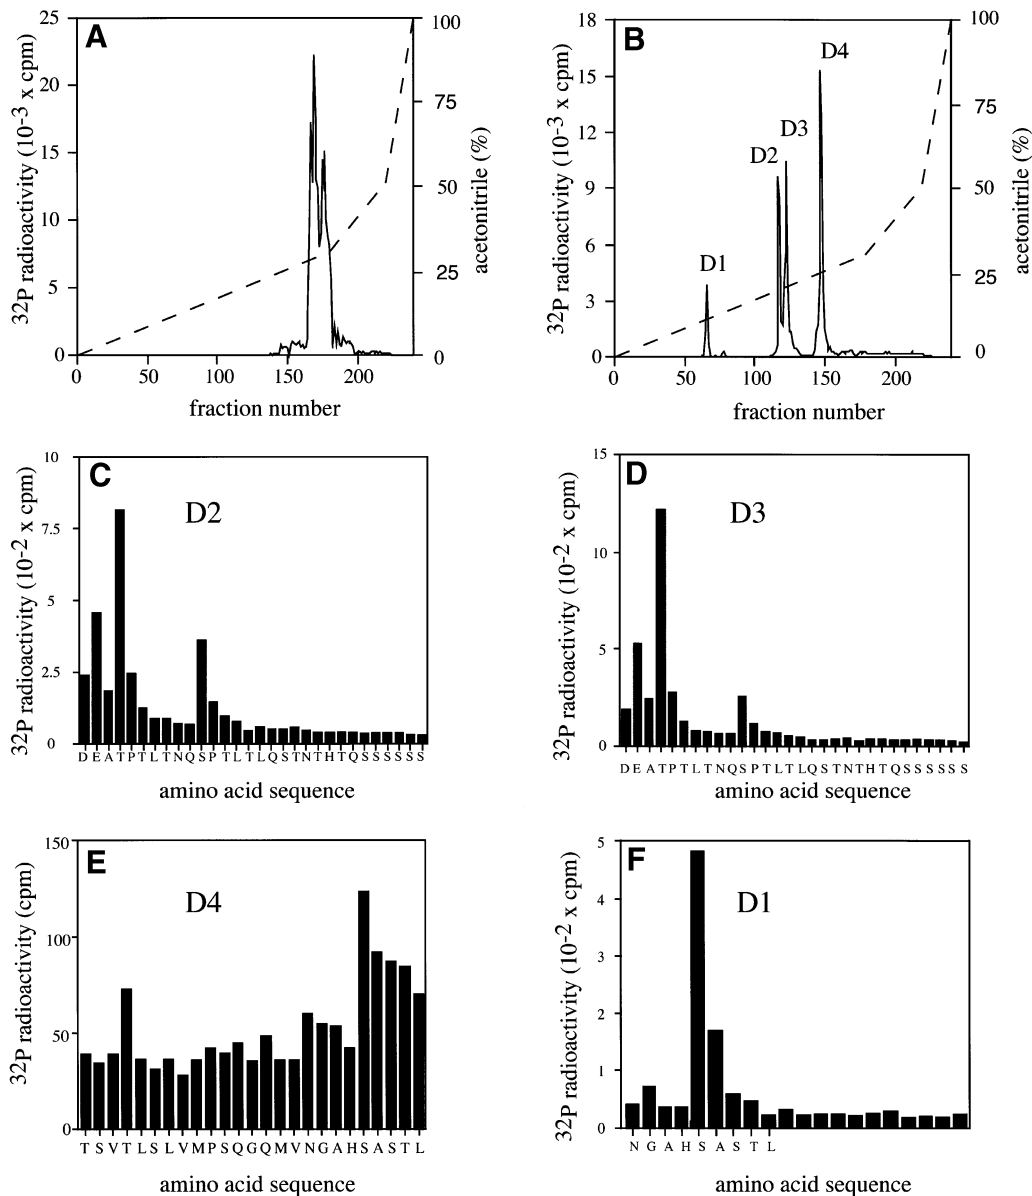 A
32P radioactivity (10-3 x cpm)
25
20
15
10
5
0
100
75
50
25
0
acetonitrile (%)
0 50 100 150 200
fraction number
B
32P radioactivity (10-3 x cpm)
18
15
12
9
6
3
0
D1
D2
D3
D4
100
75
50
25
0
acetonitrile (%)
0 50 100 150 200
fraction number
C
D2
32P radioactivity (10-2 x cpm)
10
7.5
5
2.5
0
D E A T P T L T N Q S P T L T L Q S T N T H T Q S S S S S S
amino acid sequence
D
D3
32P radioactivity (10-2 x cpm)
15
10
5
0
D E A T P T L T N Q S P T L T L Q S T N T H T Q S S S S S S
amino acid sequence
E
D4
32P radioactivity (cpm)
150
100
50
0
T S V T L S L V M P S Q G Q M V N G A H S A S T L
amino acid sequence
F
D1
32P radioactivity (10-2 x cpm)
5
4
3
2
1
0
N G A H S A S T L
amino acid sequence